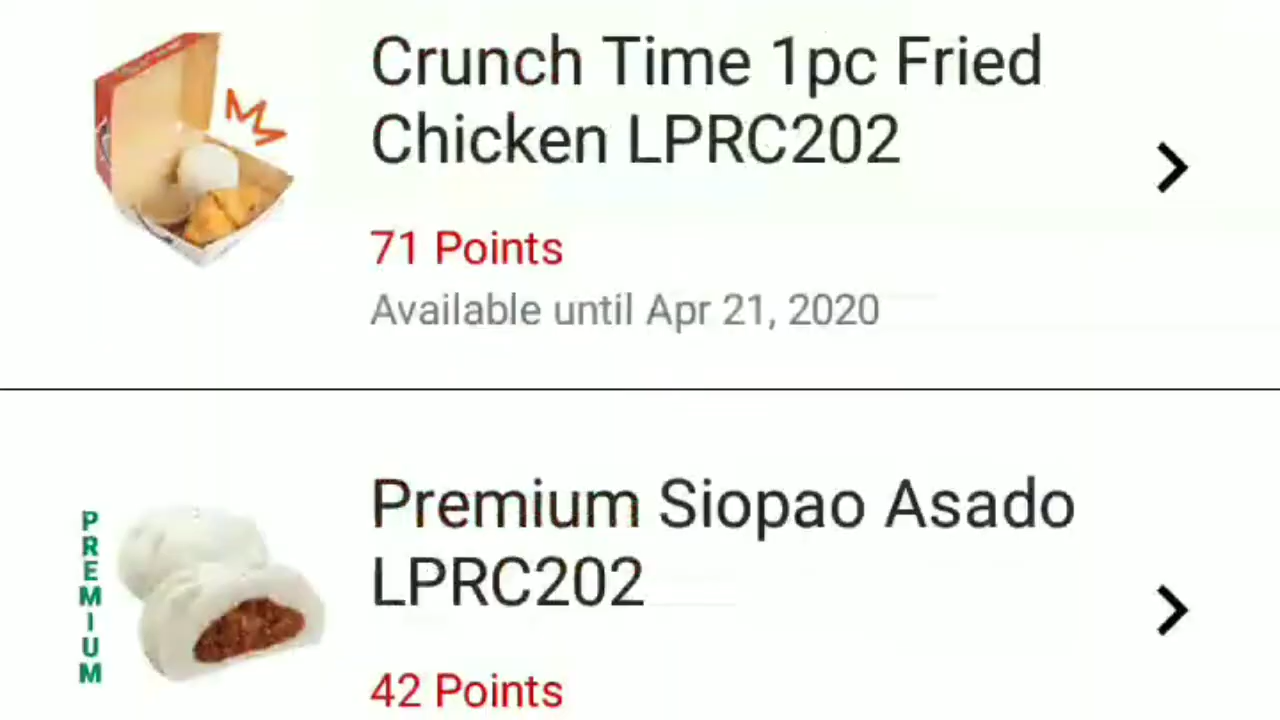 Crunch Time 1pc Fried
Chicken LPRC202
71 Points
Available until Apr 21, 2020
PREMIUM
Premium Siopao Asado
LPRC202
42 Points